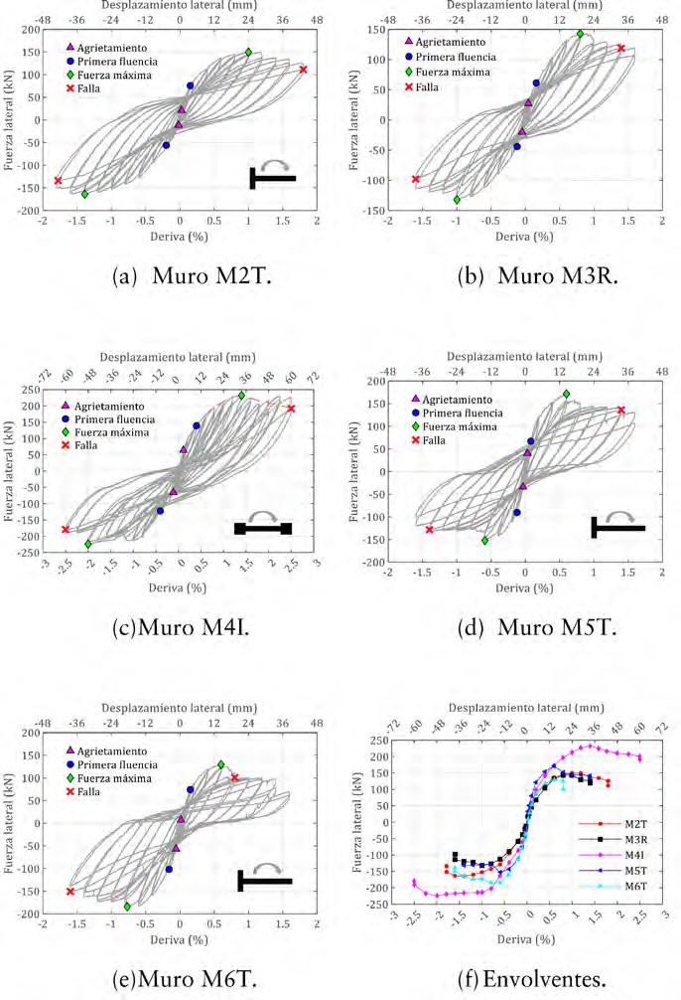 Desplazamiento lateral (mm)
-48 -36 -24 -12 0 12 24 36 48
Fuerza lateral (kN)
200
150
100
50
0
-50
-100
-150
-200
Agrietamiento
Primera fluencia
Fuerza máxima
Falla
-2 -1.5 -1 -0.5 0 0.5 1 1.5 2
Deriva (%)
(a) Muro M2T.
Desplazamiento lateral (mm)
-48 -36 -24 -12 0 12 24 36 48
Fuerza lateral (kN)
150
100
50
0
-50
-100
-150
Agrietamiento
Primera fluencia
Fuerza máxima
Falla
-2 -1.5 -1 -0.5 0 0.5 1 1.5 2
Deriva (%)
(b) Muro M3R.
Desplazamiento lateral (mm)
-72 -60 -48 -36 -24 -12 0 12 24 36 48 60 72
Fuerza lateral (kN)
250
200
150
100
50
0
-50
-100
-150
-200
-250
Agrietamiento
Primera fluencia
Fuerza máxima
Falla
-3 -2.5 -2 -1.5 -1 -0.5 0 0.5 1 1.5 2 2.5 3
Deriva (%)
(c)Muro M4I.
Desplazamiento lateral (mm)
-48 -36 -24 -12 0 12 24 36 48
Fuerza lateral (kN)
200
150
100
50
0
-50
-100
-150
-200
Agrietamiento
Primera fluencia
Fuerza máxima
Falla
-2 -1.5 -1 -0.5 0 0.5 1 1.5 2
Deriva (%)
(d) Muro M5T.
Desplazamiento lateral (mm)
-48 -36 -24 -12 0 12 24 36 48
Fuerza lateral (kN)
200
150
100
50
0
-50
-100
-150
-200
Agrietamiento
Primera fluencia
Fuerza máxima
Falla
-2 -1.5 -1 -0.5 0 0.5 1 1.5 2
Deriva (%)
(e)Muro M6T.
Desplazamiento lateral (mm)
-72 -60 -48 -36 -24 -12 0 12 24 36 48 60 72
Fuerza lateral (kN)
250
200
150
100
50
0
-50
-100
-150
-200
-250
M2T
M3R
M4I
M5T
M6T
-3 -2.5 -2 -1.5 -1 -0.5 0 0.5 1 1.5 2 2.5 3
Deriva (%)
(f)Envolventes.